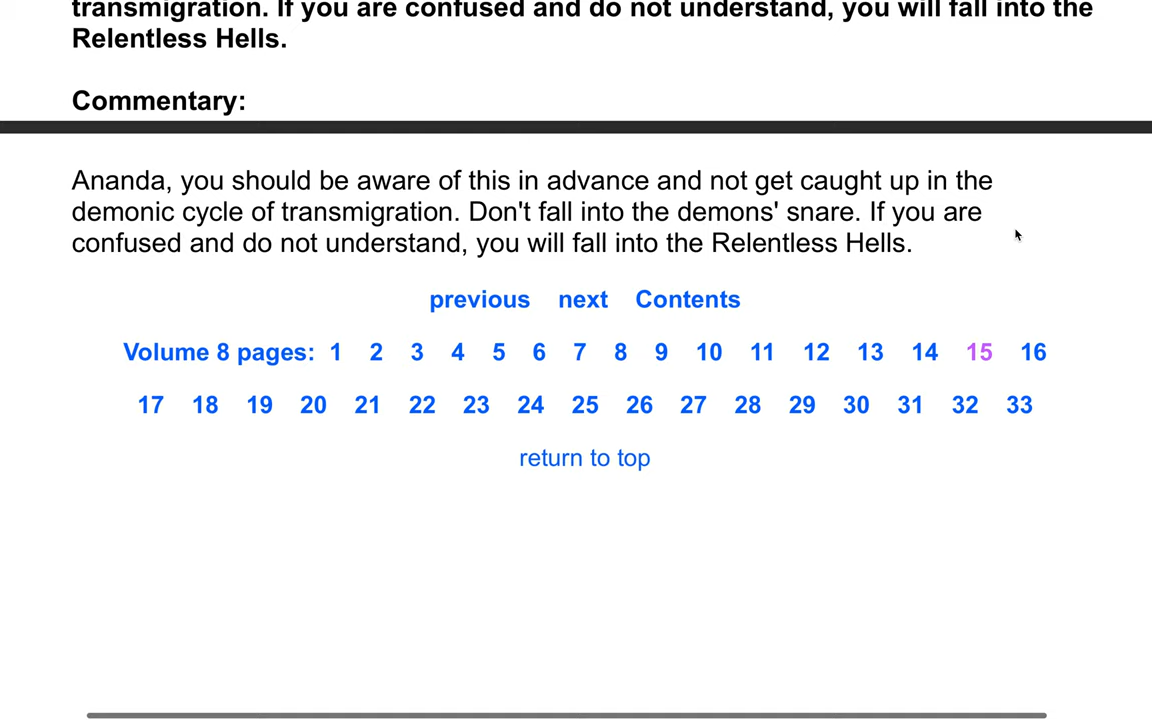 transmigration. If you are confused and do not understand, you will fall into the
Relentless Hells.
Commentary:
Ananda, you should be aware of this in advance and not get caught up in the
demonic cycle of transmigration. Don't fall into the demons' snare. If you are
confused and do not understand, you will fall into the Relentless Hells.
previous next Contents
Volume 8 pages: 1 2 3 4 5 6 7 8 9 10 11 12 13 14 15 16
17 18 19 20 21 22 23 24 25 26 27 28 29 30 31 32 33
return to top